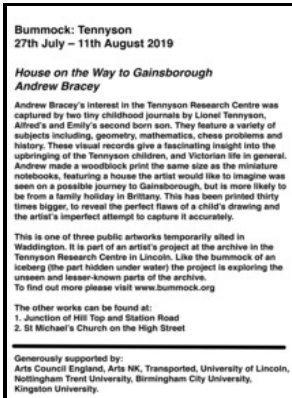 Bummock: Tennyson
27th July – 11th August 2019
House on the Way to Gainsborough
Andrew Bracey
Andrew Bracey's interest in the Tennyson Research Centre was
captured by two tiny childhood journals by Lionel Tennyson,
Alfred's and Emily's second born son. They feature a variety of
subjects including, geometry, mathematics, chess problems and
history. These visual records give a fascinating insight into the
upbringing of the Tennyson children, and Victorian life in general.
Andrew made a woodblock print the same size as the miniature
notebooks, featuring a house the artist would like to imagine was
seen on a possible journey to Gainsborough, but is more likely to
be from a family holiday in Brittany. This has been printed thirty
times bigger, to reveal the perfect flaws of a child's drawing and
the artist's imperfect attempt to capture it accurately.
This is one of three public artworks temporarily sited in
Waddington. It is part of an artist's project at the archive in the
Tennyson Research Centre in Lincoln. Like the bummock of an
iceberg (the part hidden under water) the project is exploring the
unseen and lesser-known parts of the archive.
To find out more please visit www.bummock.org
The other works can be found at:
1. Junction of Hill Top and Station Road
2. St Michael's Church on the High Street
Generously supported by:
Arts Council England, Arts NK, Transported, University of Lincoln,
Nottingham Trent University, Birmingham City University,
Kingston University.